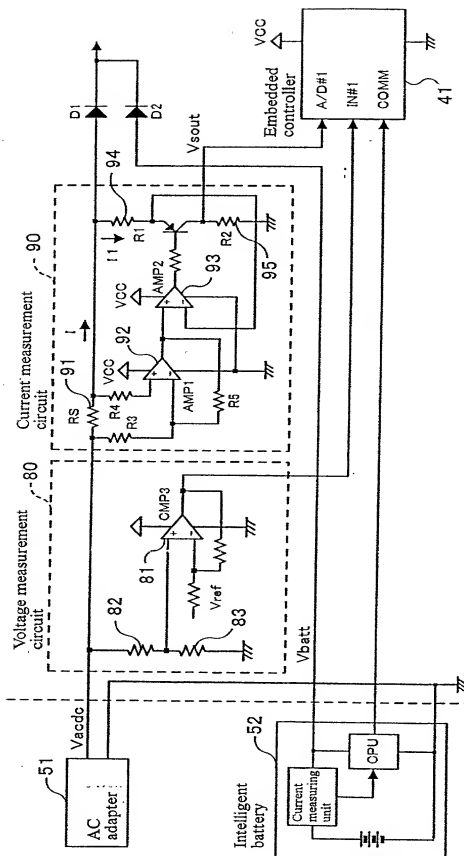 51
AC
adapter
Vacdc
Voltage measurement
circuit
80
82
83
81
CMP3
Vref
Current measurement
circuit
90
91
RS
I
R3
R4
92
VCC
AMP1
R5
VCC
AMP2
93
I1
94
R1
R2
95
D1
D2
Vsout
Vbatt
Embedded
controller
VCC
A/D#1
IN#1
COMM
41
Intelligent
battery
52
Current
measuring
unit
CPU